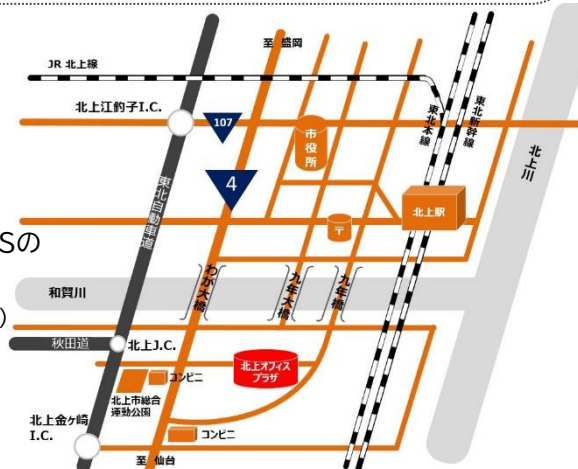 至 盛岡
JR 北上線
北上江釣子I.C.
107
市役所
東北本線
東北新幹線
北上川
4
東北自動車道
北上駅
〒
Sの
わが大橋
九年大橋
九年橋
和賀川
)
秋田道
北上J.C.
北上オフィス
プラザ
コンビニ
北上市総合
運動公園
北上金ヶ崎
I.C.
コンビニ
至 仙台